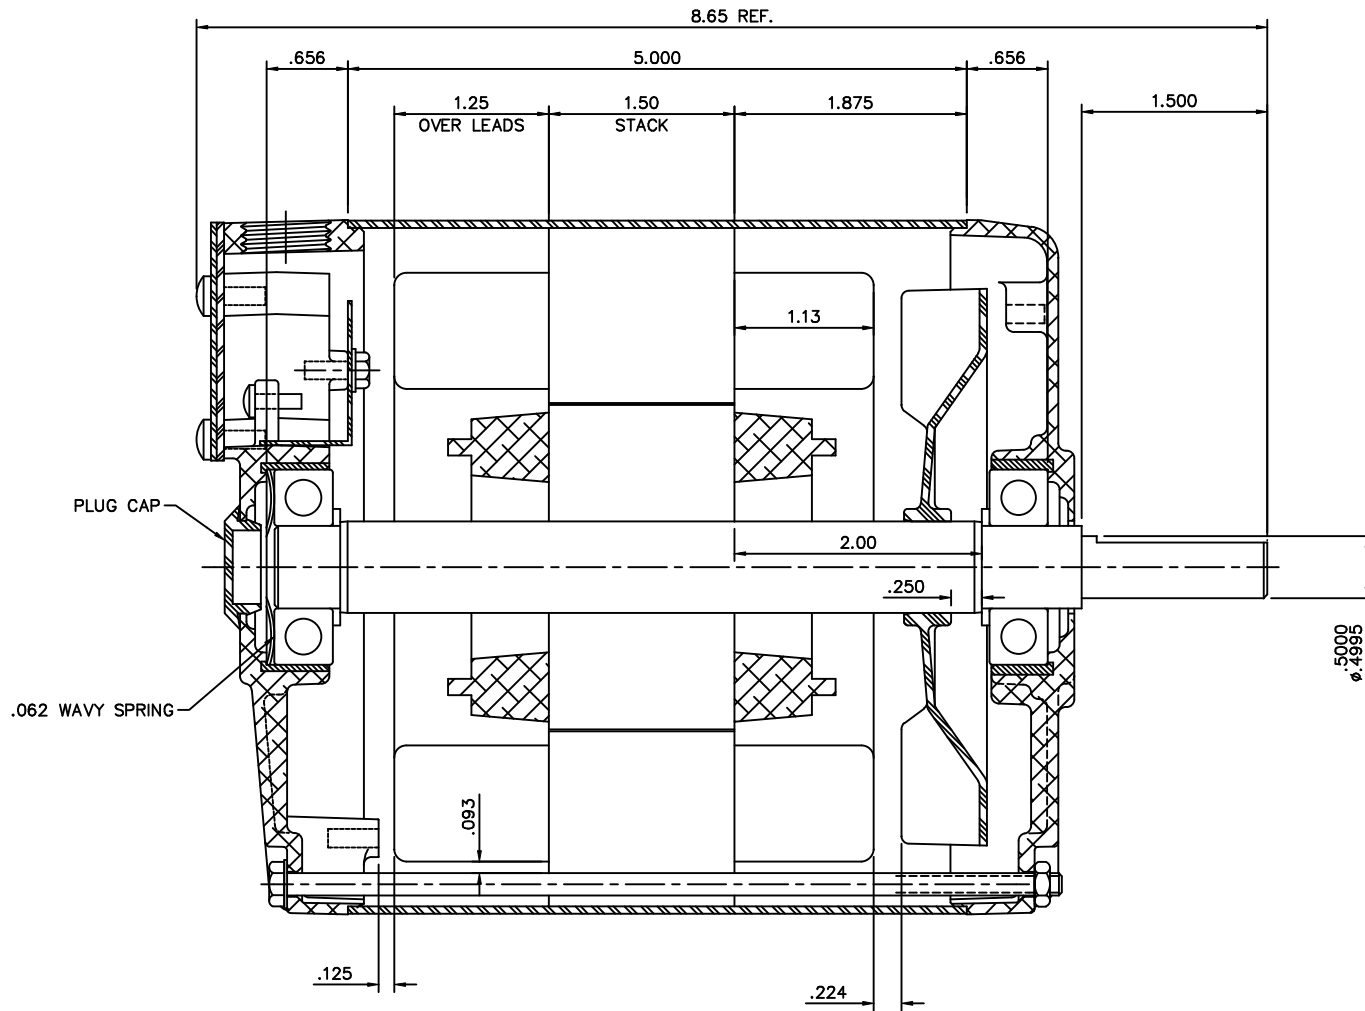 8.65 REF.
.656
5.000
.656
1.25
OVER LEADS
1.50
STACK
1.875
1.500
1.13
PLUG CAP
2.00
.250
.5000
ø.4995
.062 WAVY SPRING
.093
.125
.224